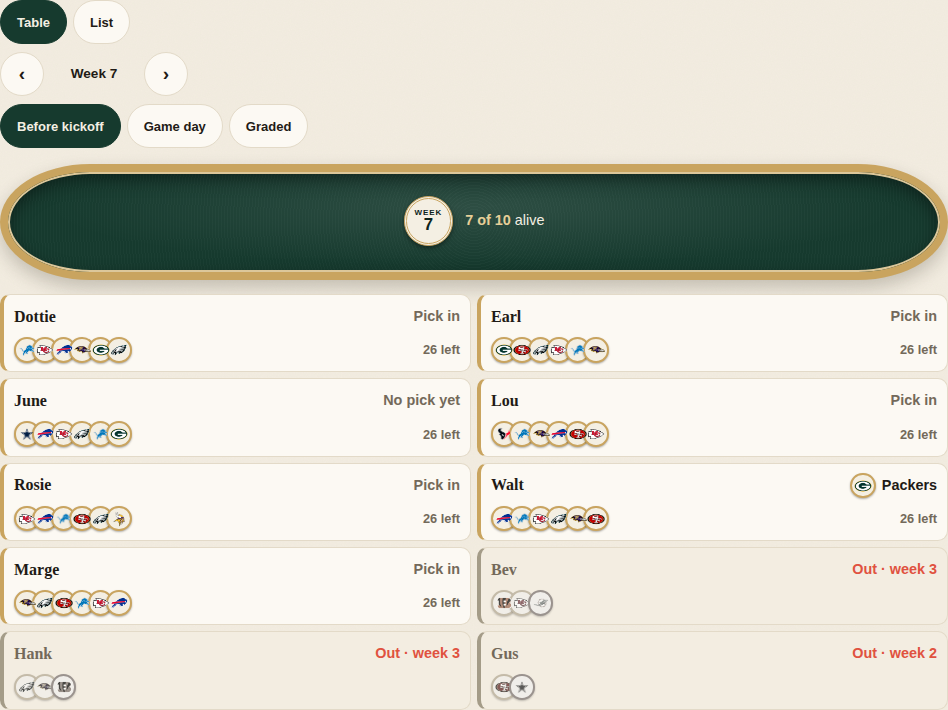 Table
List
‹
Week 7
›
Before kickoff
Game day
Graded
WEEK
7
7 of 10 alive
Dottie
Pick in
26 left
Earl
Pick in
26 left
June
No pick yet
26 left
Lou
Pick in
26 left
Rosie
Pick in
26 left
Walt
Packers
26 left
Marge
Pick in
26 left
Bev
Out · week 3
Hank
Out · week 3
Gus
Out · week 2